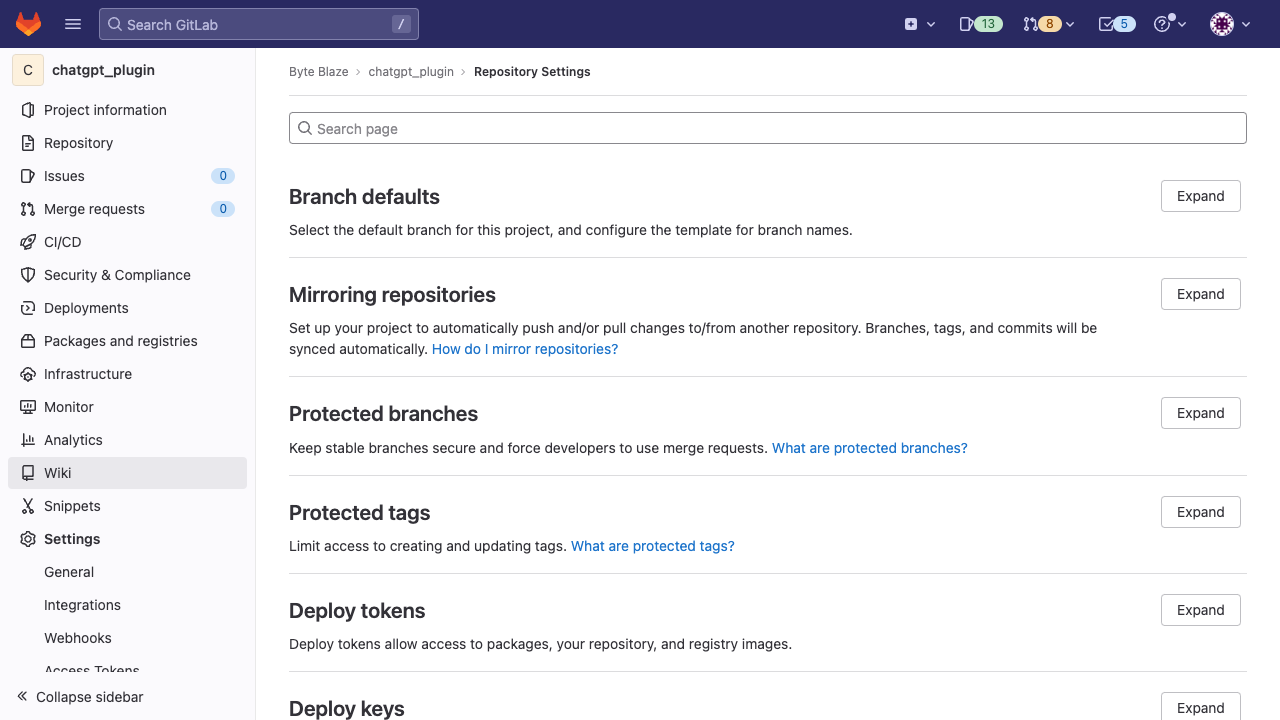 Search GitLab
/
13
8
5
C
chatgpt_plugin
Project information
Repository
Issues
0
Merge requests
0
CI/CD
Security & Compliance
Deployments
Packages and registries
Infrastructure
Monitor
Analytics
Wiki
Snippets
Settings
General
Integrations
Webhooks
Access Tokens
Collapse sidebar
Byte Blaze
chatgpt_plugin
Repository Settings
Search page
Branch defaults
Expand
Select the default branch for this project, and configure the template for branch names.
Mirroring repositories
Expand
Set up your project to automatically push and/or pull changes to/from another repository. Branches, tags, and commits will be
synced automatically. How do I mirror repositories?
Protected branches
Expand
Keep stable branches secure and force developers to use merge requests. What are protected branches?
Protected tags
Expand
Limit access to creating and updating tags. What are protected tags?
Deploy tokens
Expand
Deploy tokens allow access to packages, your repository, and registry images.
Deploy keys
Expand